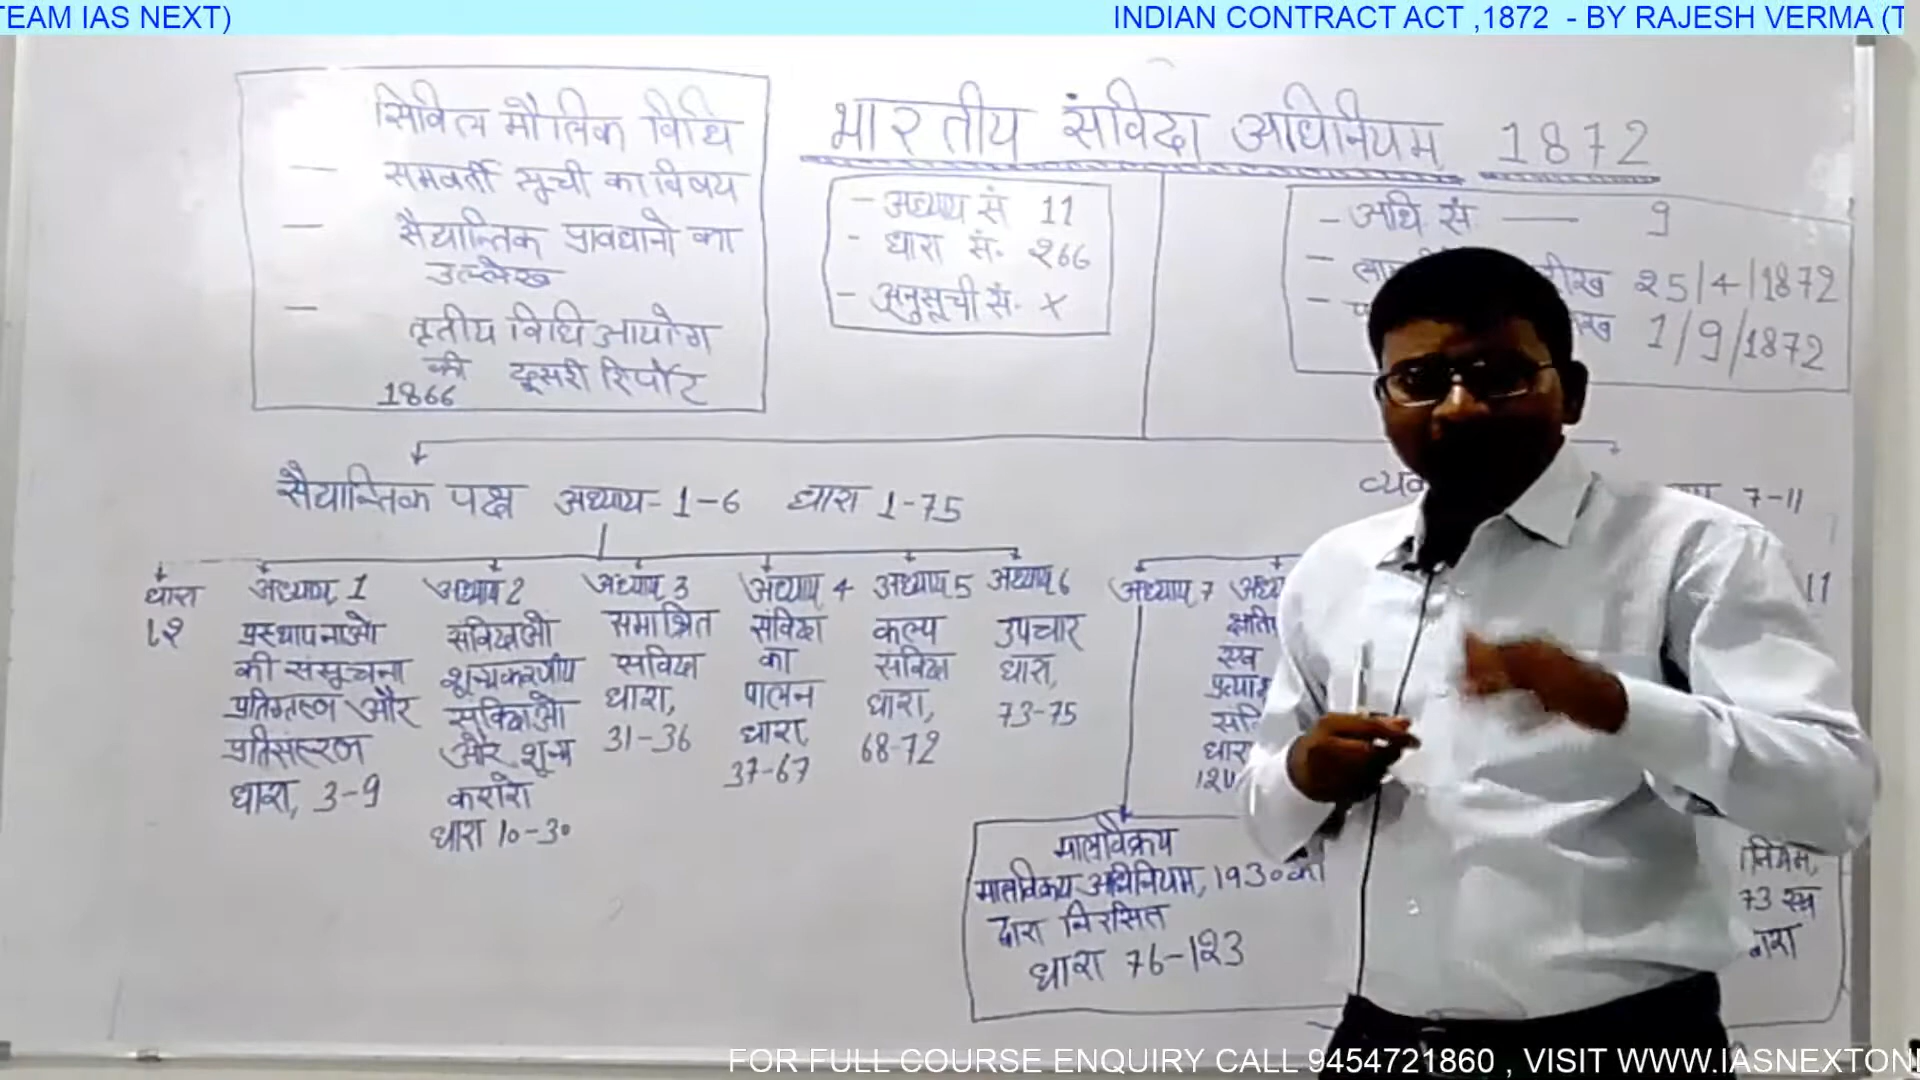 TEAM IAS NEXT)
INDIAN CONTRACT ACT ,1872 - BY RAJESH VERMA (T
सिविल मौलिक विधि
— समवर्ती सूची का विषय
— सैद्यान्तिक प्रावधानो का
उल्लेख
— तृतीय विधि आयोग
की दूसरी रिर्पोट
1866
भारतीय संविदा अधिनियम 1872
- अध्याय सं 11
- धारा सं. २66
- अनुसूची सं. x
- अधि सं. — 9
२5/4/1872
1/9/1872
सैद्यान्तिक पक्ष अध्याय - 1-6 धारा 1-75
7-11
धारा
1,2
अध्याय 1
प्रस्थापनाओ
की संसूचना
प्रतिग्रहण और
प्रतिसंहरण
धारा, 3-9
अध्याय 2
संविदाओ
शून्यकरणीय
संविदाओ
और शून्य
करारो
धारा 10-30
अध्याय 3
समाश्रित
संविदा
धारा,
31-36
अध्याय 4
संविदा
का
पालन
धारा,
37-67
अध्याय 5
कल्प
संविदा
धारा,
68-72
अध्याय 6
उपचार
धारा,
73-75
अध्याय 7
11
धारा
मालविक्रय
मालविक्रय अधिनियम, 1930 का
द्वारा निरसित
धारा 76-1२3
FOR FULL COURSE ENQUIRY CALL 9454721860 , VISIT WWW.IASNEXTON